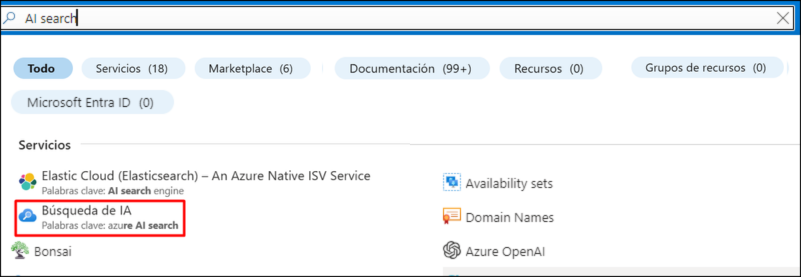 AI search
Todo
Servicios (18)
Marketplace (6)
Documentación (99+)
Recursos (0)
Grupos de recursos (0)
Microsoft Entra ID (0)
Servicios
Elastic Cloud (Elasticsearch) – An Azure Native ISV Service
Palabras clave: AI search engine
Búsqueda de IA
Palabras clave: azure AI search
Bonsai
Availability sets
Domain Names
Azure OpenAI